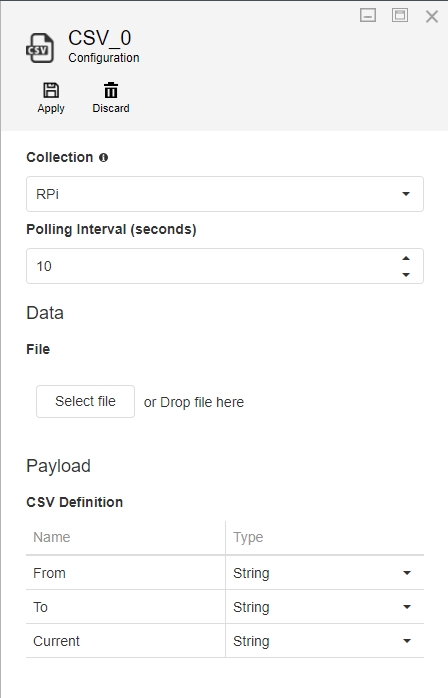 CSV
CSV_0
Configuration
Apply Discard
Collection
RPi
Polling Interval (seconds)
10
Data
File
Select file or Drop file here
Payload
CSV Definition
Name Type
From String
To String
Current String